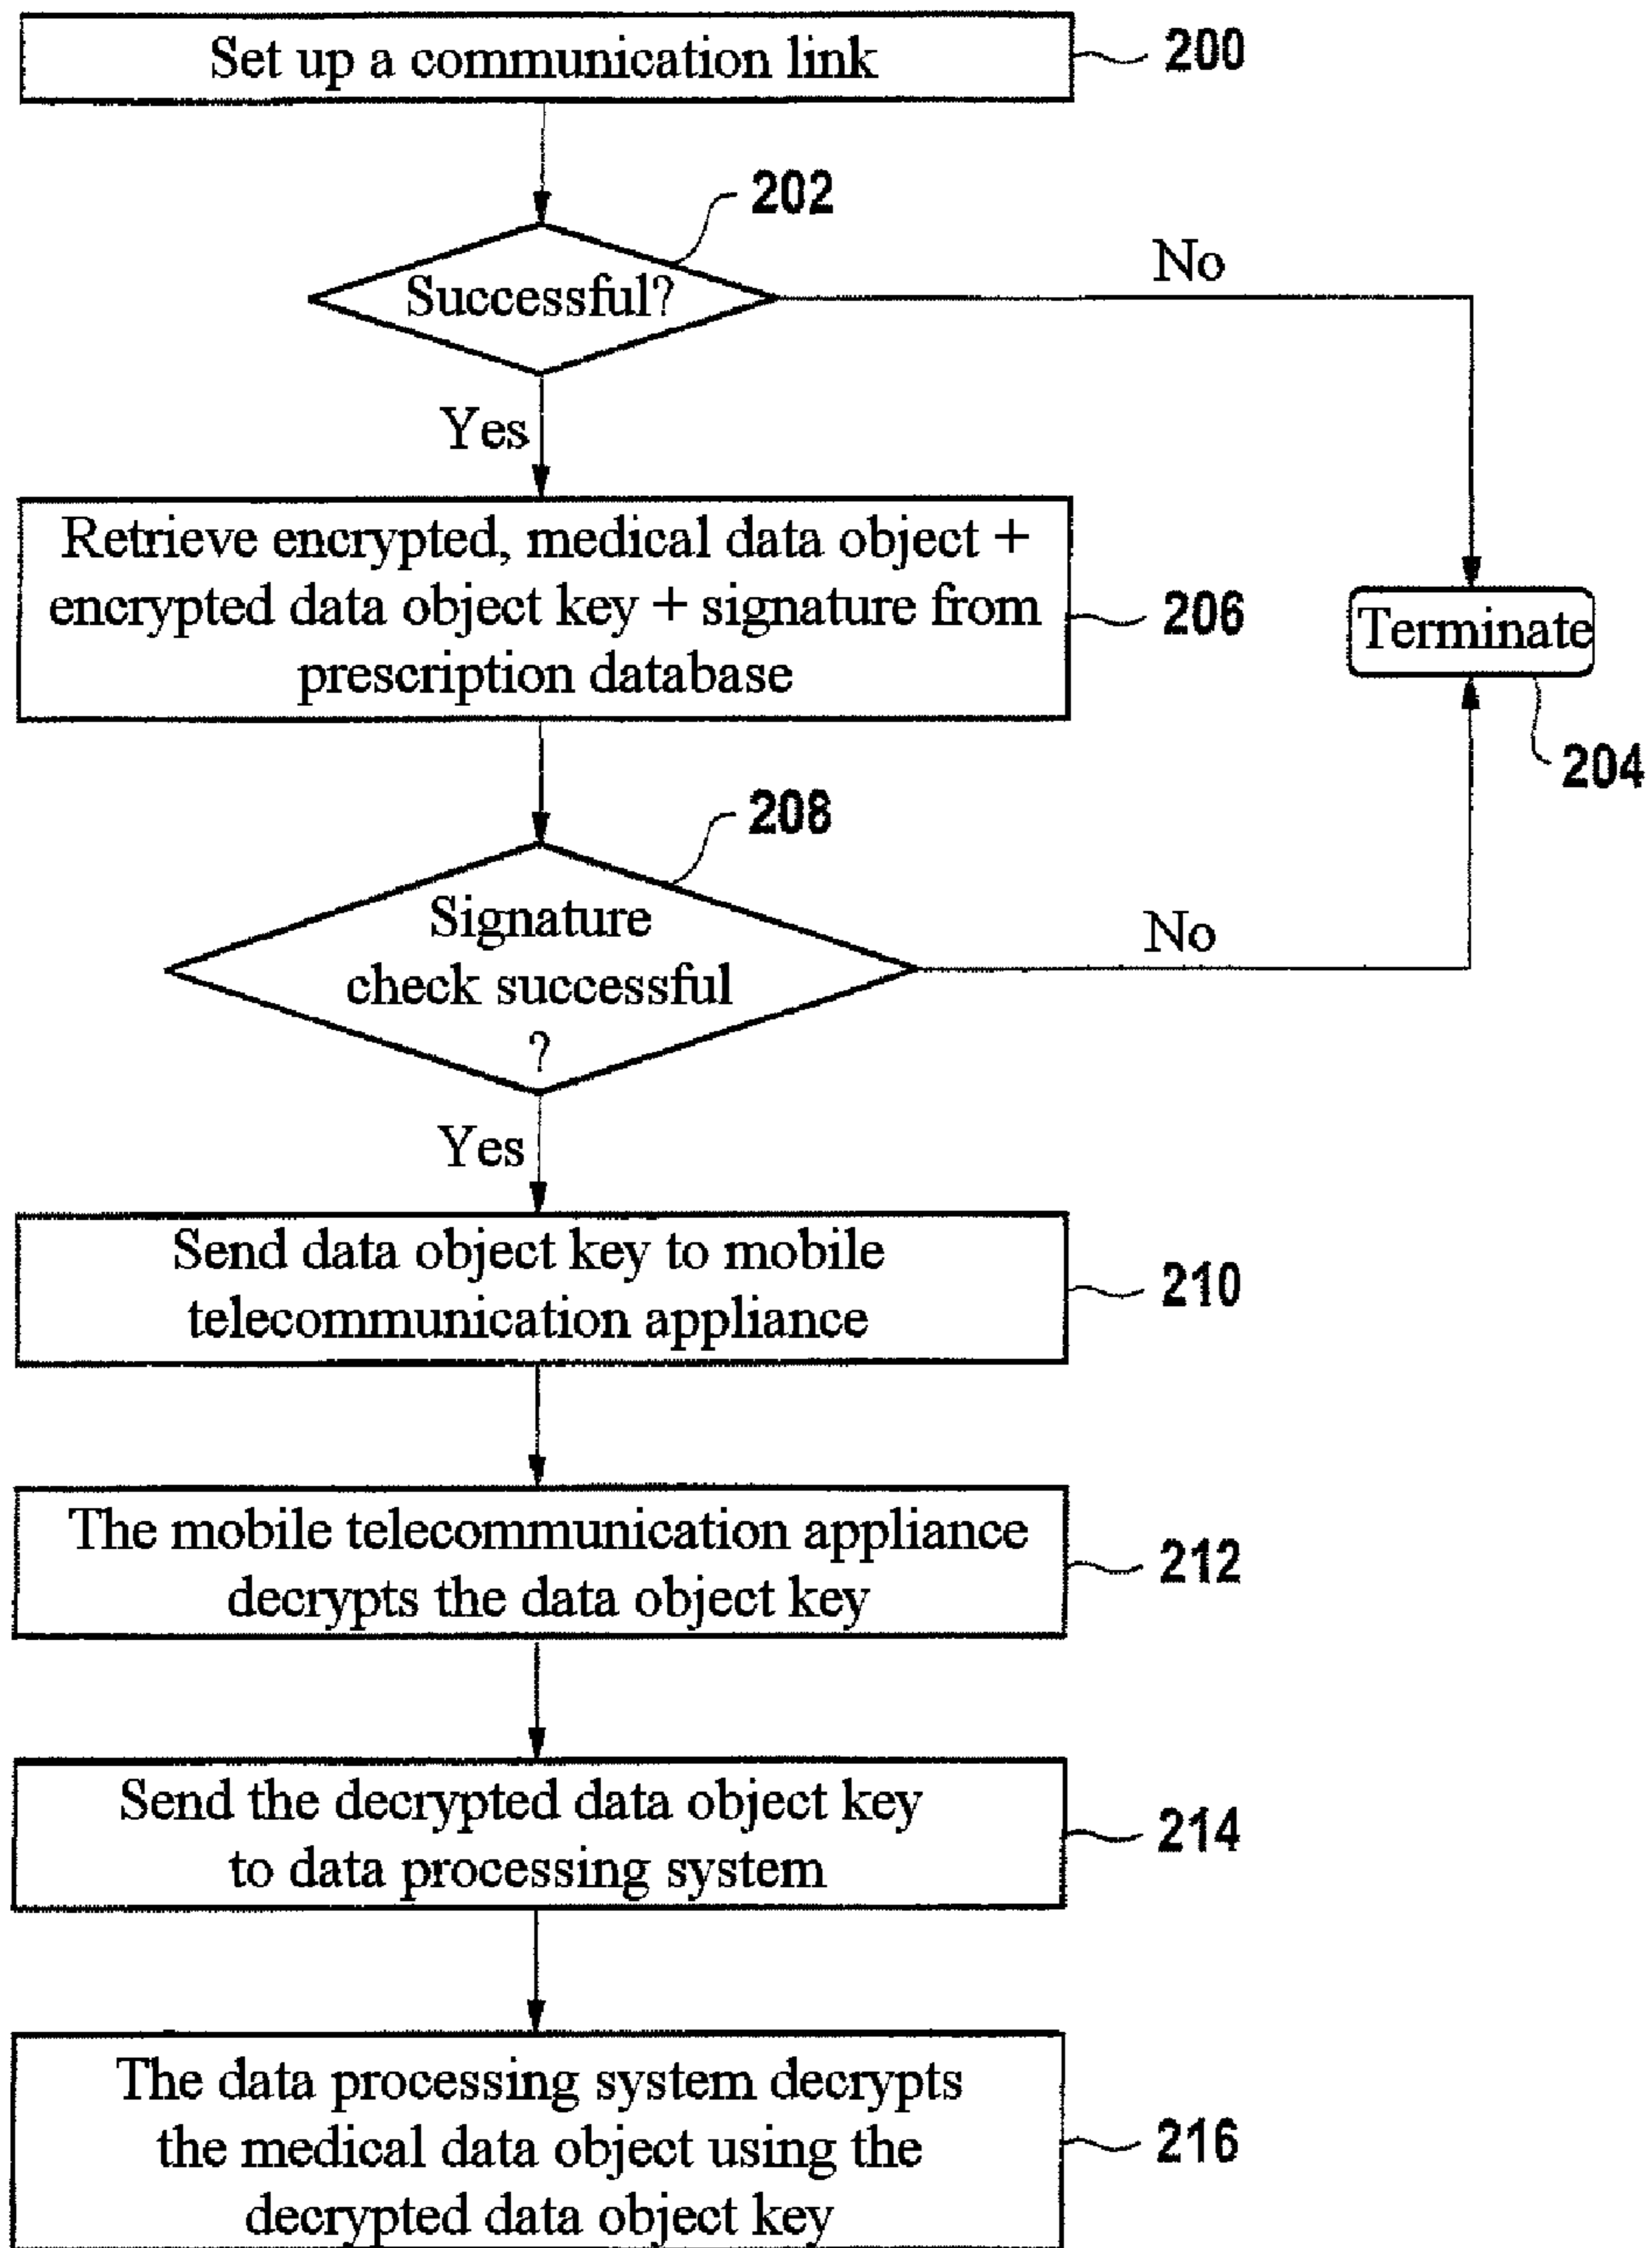 Set up a communication link
200
202
Successful?
No
Yes
Retrieve encrypted, medical data object +
encrypted data object key + signature from
prescription database
206
Terminate
204
208
Signature
check successful
?
No
Yes
Send data object key to mobile
telecommunication appliance
210
The mobile telecommunication appliance
decrypts the data object key
212
Send the decrypted data object key
to data processing system
214
The data processing system decrypts
the medical data object using the
decrypted data object key
216